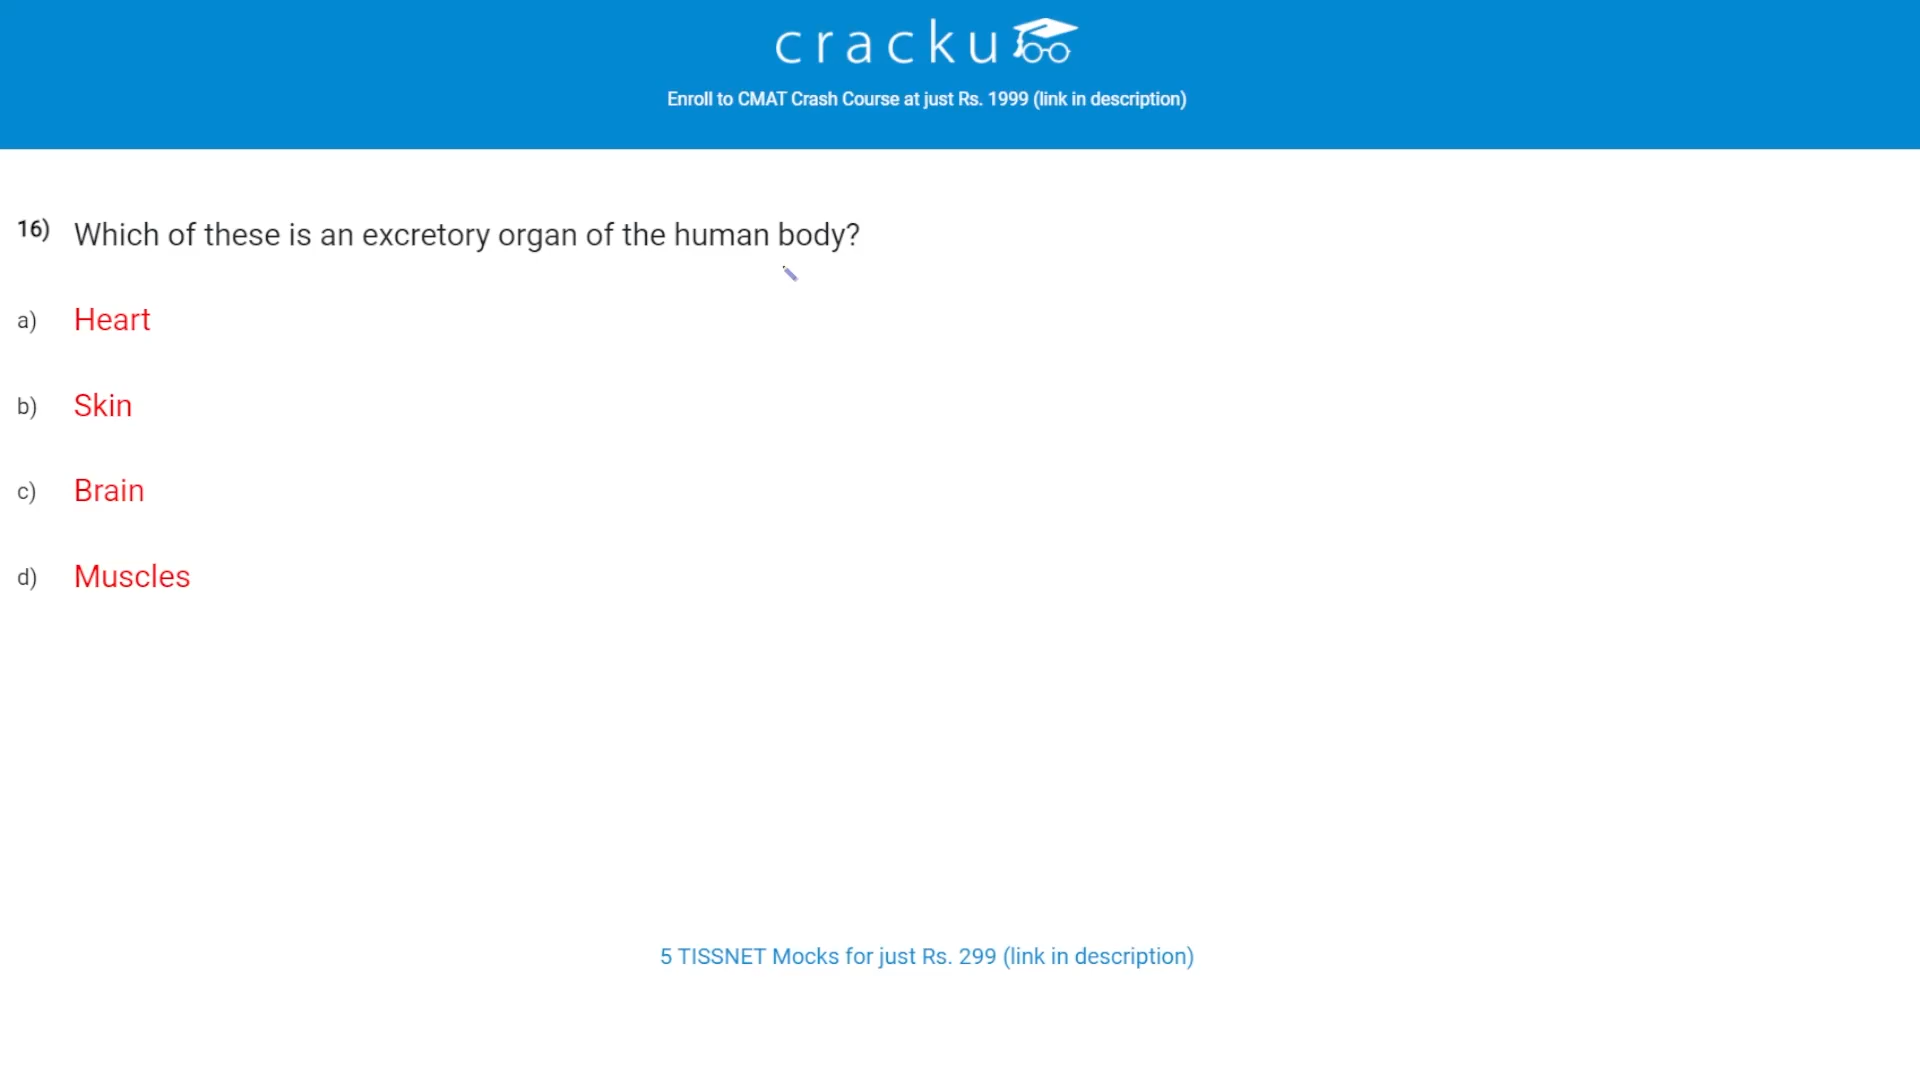 cracku
Enroll to CMAT Crash Course at just Rs. 1999 (link in description)
16) Which of these is an excretory organ of the human body?
a) Heart
b) Skin
c) Brain
d) Muscles
5 TISSNET Mocks for just Rs. 299 (link in description)